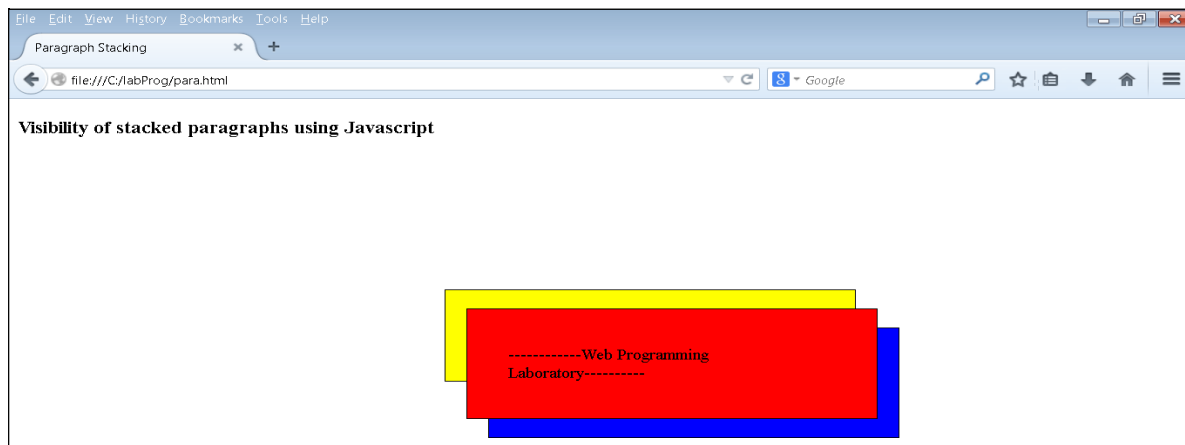 File Edit View History Bookmarks Tools Help
Paragraph Stacking
file:///C:/labProg/para.html
8 Google
Visibility of stacked paragraphs using Javascript
------------Web Programming
Laboratory----------